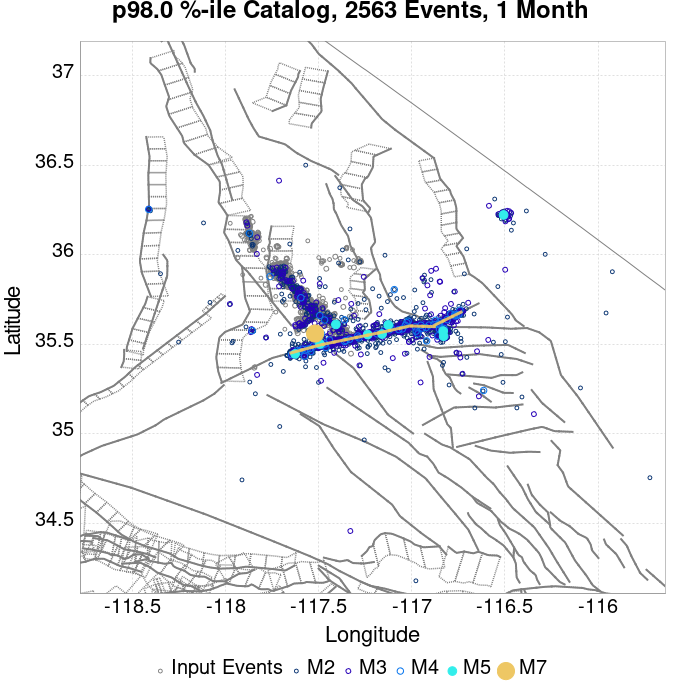 p98.0 %-ile Catalog, 2563 Events, 1 Month
37
36.5
36
35.5
35
34.5
Latitude
-118.5 -118 -117.5 -117 -116.5 -116
Longitude
Input Events M2 M3 M4 M5 M7